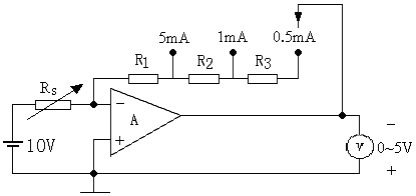 5mA 1mA 0.5mA
R1 R2 R3
Rs
−
A
+
10V
−
V 0~5V
+